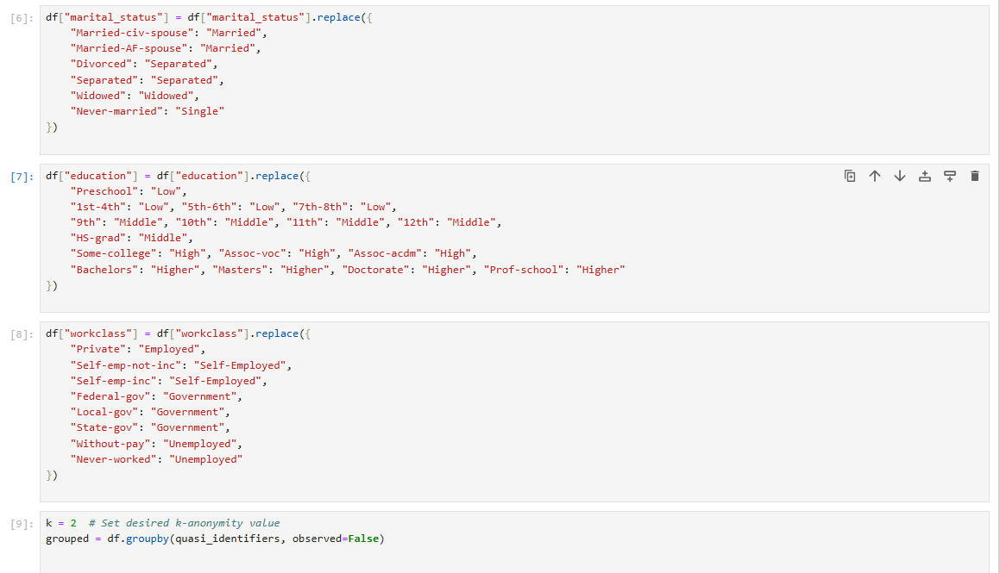 [6]: df["marital_status"] = df["marital_status"].replace({
    "Married-civ-spouse": "Married",
    "Married-AF-spouse": "Married",
    "Divorced": "Separated",
    "Separated": "Separated",
    "Widowed": "Widowed",
    "Never-married": "Single"
})
[7]: df["education"] = df["education"].replace({
    "Preschool": "Low",
    "1st-4th": "Low", "5th-6th": "Low", "7th-8th": "Low",
    "9th": "Middle", "10th": "Middle", "11th": "Middle", "12th": "Middle",
    "HS-grad": "Middle",
    "Some-college": "High", "Assoc-voc": "High", "Assoc-acdm": "High",
    "Bachelors": "Higher", "Masters": "Higher", "Doctorate": "Higher", "Prof-school": "Higher"
})
[8]: df["workclass"] = df["workclass"].replace({
    "Private": "Employed",
    "Self-emp-not-inc": "Self-Employed",
    "Self-emp-inc": "Self-Employed",
    "Federal-gov": "Government",
    "Local-gov": "Government",
    "State-gov": "Government",
    "Without-pay": "Unemployed",
    "Never-worked": "Unemployed"
})
[9]: k = 2  # Set desired k-anonymity value
grouped = df.groupby(quasi_identifiers, observed=False)